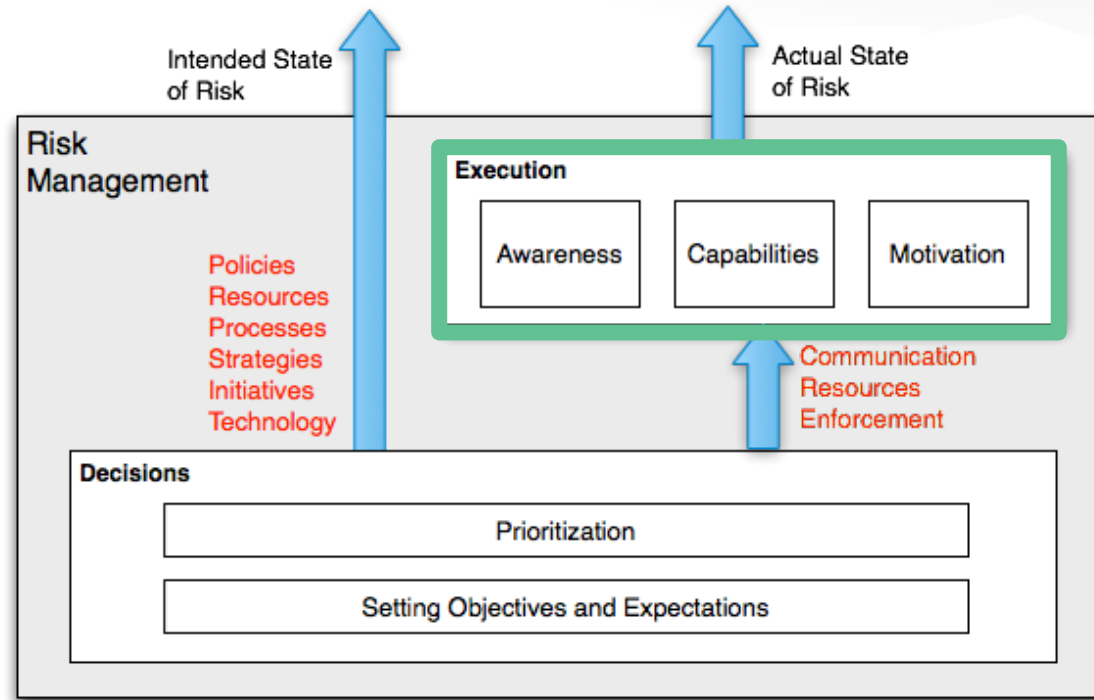 Intended State
of Risk
Actual State
of Risk
Risk
Management
Execution
Awareness
Capabilities
Motivation
Policies
Resources
Processes
Strategies
Initiatives
Technology
Communication
Resources
Enforcement
Decisions
Prioritization
Setting Objectives and Expectations